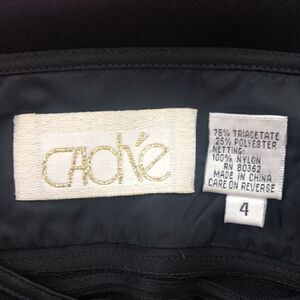 CACHÉ
75% TRIACETATE
25% POLYESTER
NETTING:
100% NYLON
RN 80362
MADE IN CHINA
CARE ON REVERSE
4